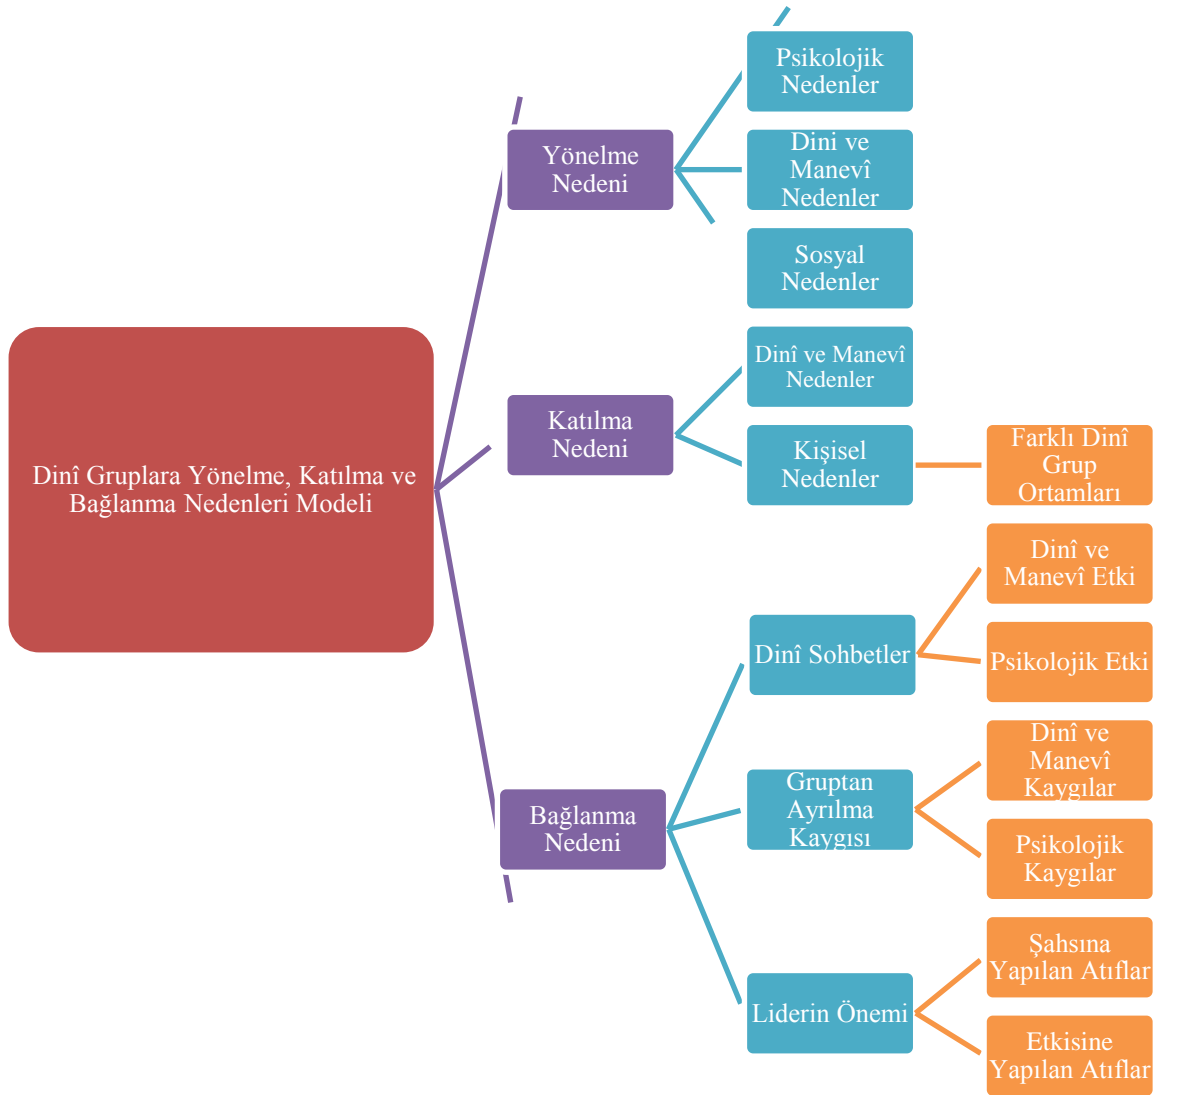 Dinî Gruplara Yönelme, Katılma ve
Bağlanma Nedenleri Modeli
Yönelme
Nedeni
Psikolojik
Nedenler
Dini ve
Manevî
Nedenler
Sosyal
Nedenler
Katılma
Nedeni
Dinî ve Manevî
Nedenler
Kişisel
Nedenler
Farklı Dinî
Grup
Ortamları
Bağlanma
Nedeni
Dinî Sohbetler
Dinî ve
Manevî Etki
Psikolojik Etki
Gruptan
Ayrılma
Kaygısı
Dinî ve
Manevî
Kaygılar
Psikolojik
Kaygılar
Liderin Önemi
Şahsına
Yapılan Atıflar
Etkisine
Yapılan Atıflar